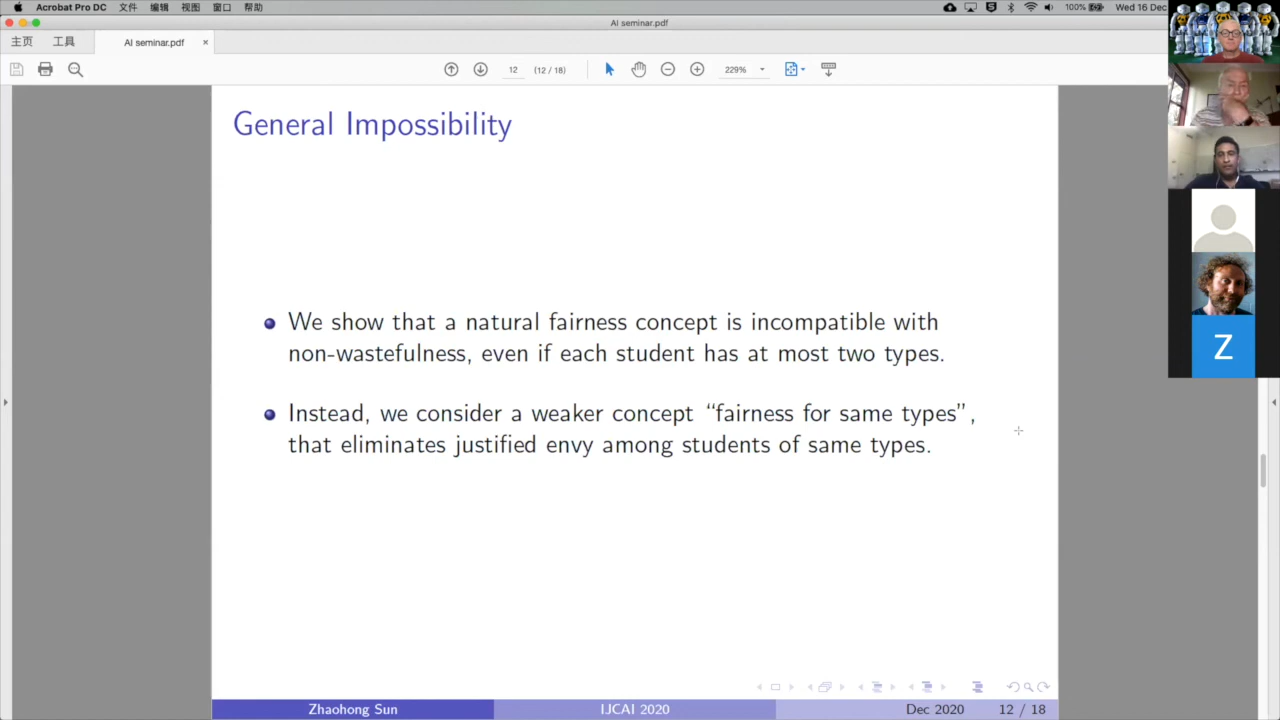 Acrobat Pro DC 文件 编辑 视图 窗口 帮助 100% Wed 16 Dec
AI seminar.pdf
主页 工具 AI seminar.pdf ×
12 (12 / 18) 229%
General Impossibility
We show that a natural fairness concept is incompatible with
non-wastefulness, even if each student has at most two types.
Instead, we consider a weaker concept “fairness for same types”,
that eliminates justified envy among students of same types.
Z
Zhaohong Sun IJCAI 2020 Dec 2020 12 / 18